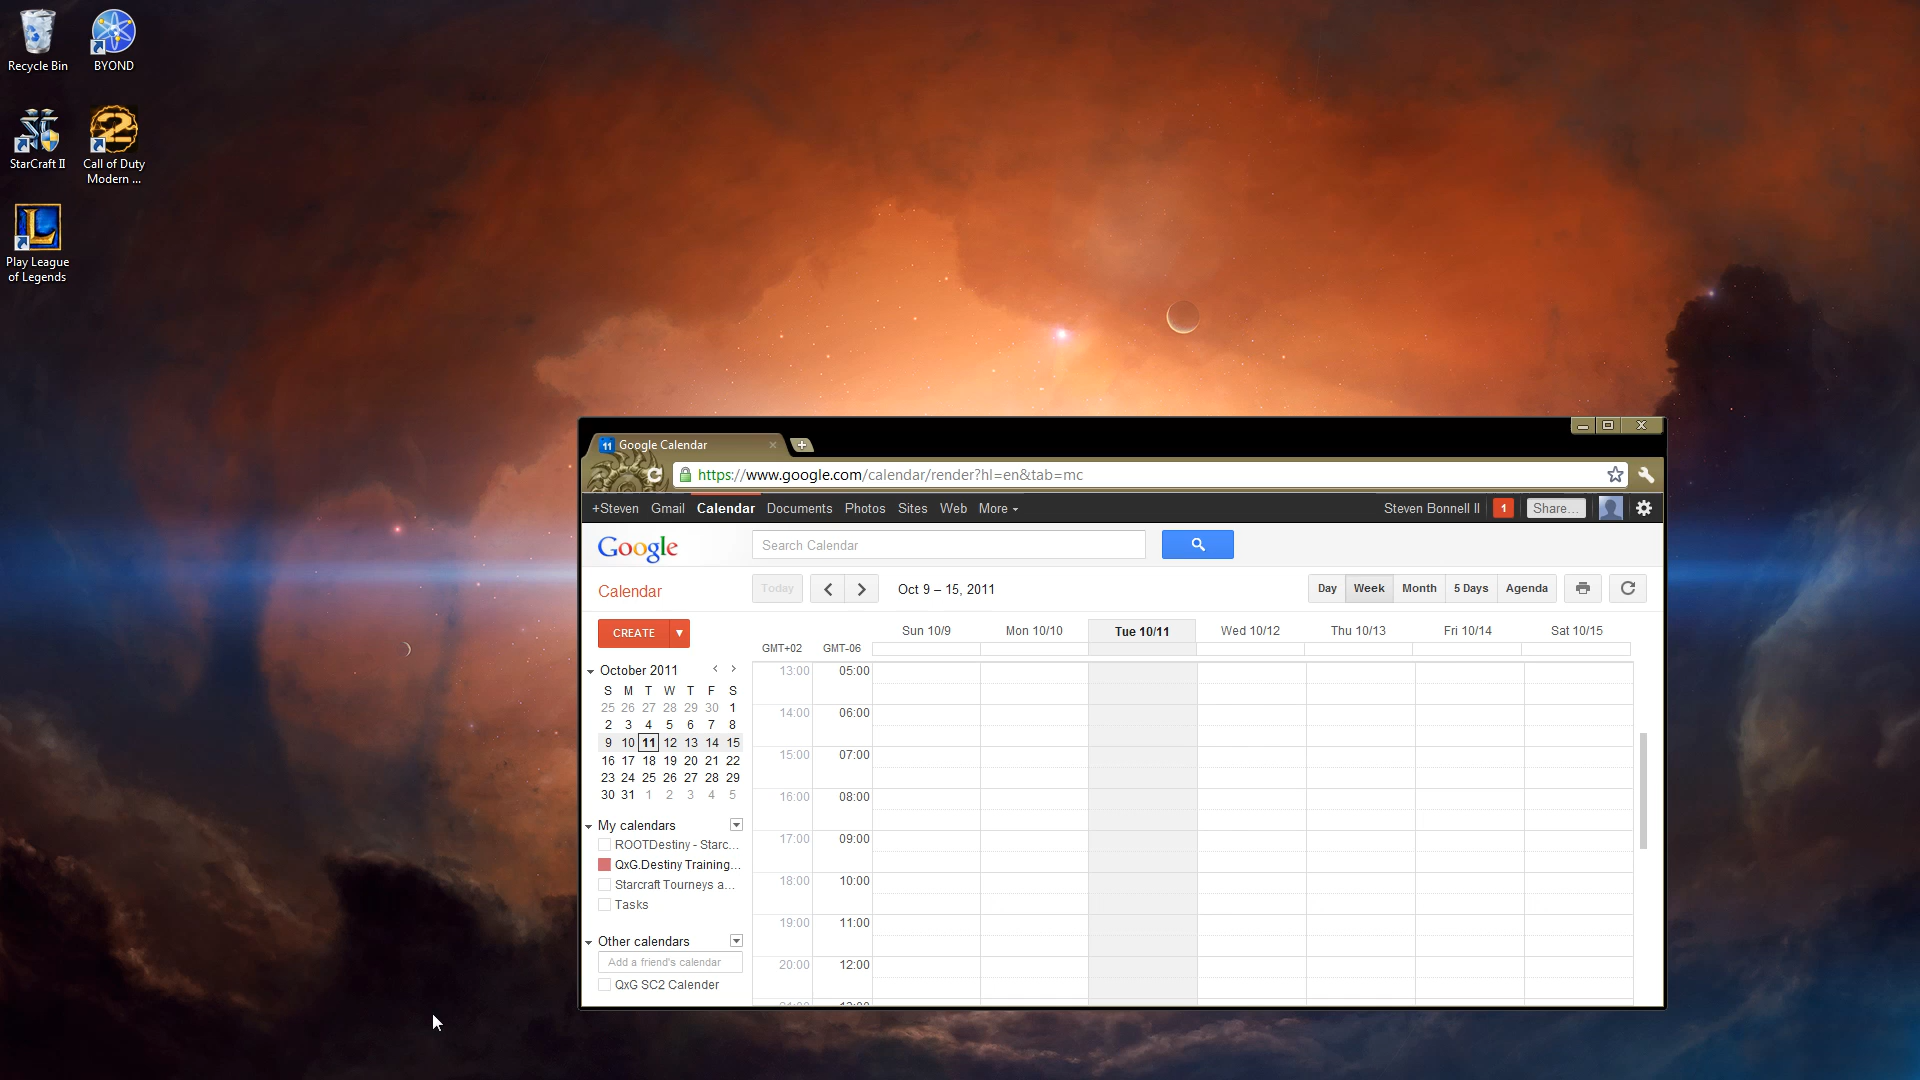 Recycle Bin
BYOND
StarCraft II
Call of Duty
Modern ...
Play League
of Legends
11 Google Calendar
https://www.google.com/calendar/render?hl=en&tab=mc
+Steven Gmail Calendar Documents Photos Sites Web More
Steven Bonnell II 1 Share...
Google
Search Calendar
Calendar
Today
Oct 9 – 15, 2011
Day Week Month 5 Days Agenda
CREATE
GMT+02 GMT-06
Sun 10/9 Mon 10/10 Tue 10/11 Wed 10/12 Thu 10/13 Fri 10/14 Sat 10/15
October 2011
S M T W T F S
25 26 27 28 29 30 1
2 3 4 5 6 7 8
9 10 11 12 13 14 15
16 17 18 19 20 21 22
23 24 25 26 27 28 29
30 31 1 2 3 4 5
My calendars
ROOTDestiny - Starc...
QxG.Destiny Training...
Starcraft Tourneys a...
Tasks
Other calendars
Add a friend's calendar
QxG SC2 Calender
13:00 05:00
14:00 06:00
15:00 07:00
16:00 08:00
17:00 09:00
18:00 10:00
19:00 11:00
20:00 12:00
21:00 13:00